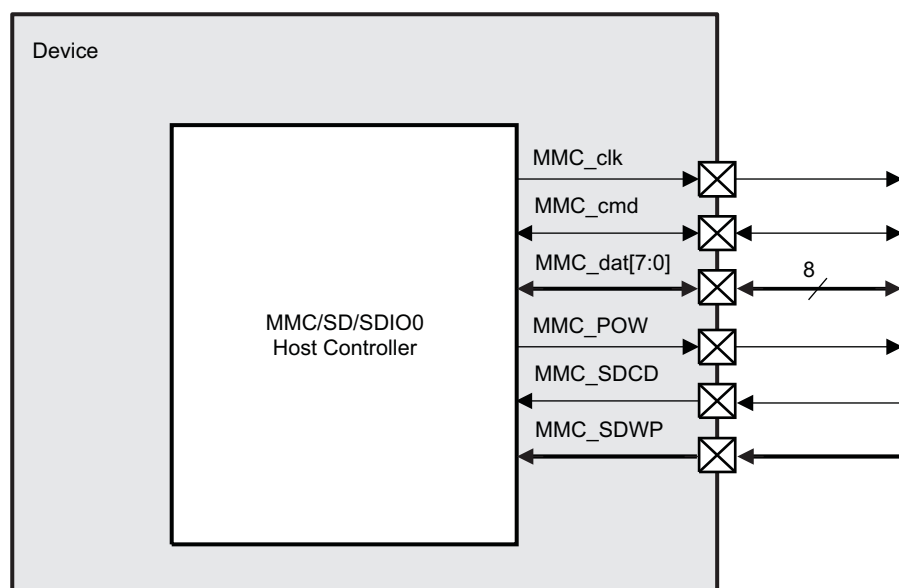 Device
MMC_clk
MMC_cmd
MMC_dat[7:0]
8
MMC/SD/SDIO0
Host Controller
MMC_POW
MMC_SDCD
MMC_SDWP